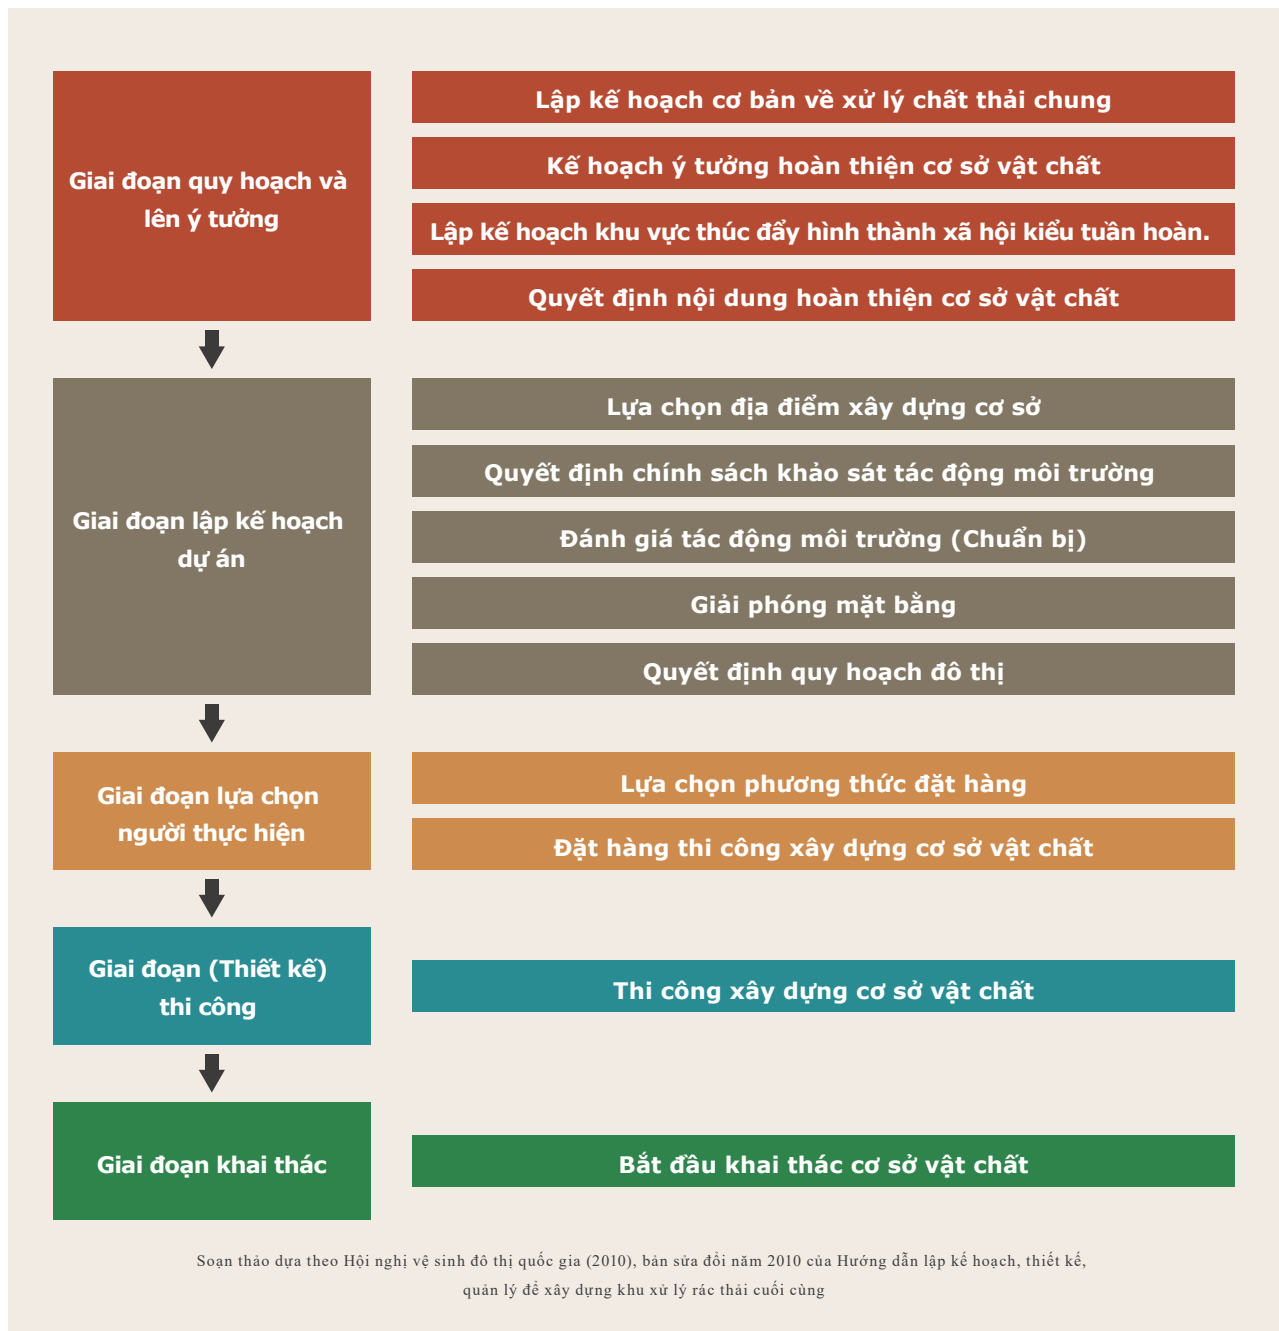 Giai đoạn quy hoạch và
lên ý tưởng
Lập kế hoạch cơ bản về xử lý chất thải chung
Kế hoạch ý tưởng hoàn thiện cơ sở vật chất
Lập kế hoạch khu vực thúc đẩy hình thành xã hội kiểu tuần hoàn.
Quyết định nội dung hoàn thiện cơ sở vật chất
Giai đoạn lập kế hoạch
dự án
Lựa chọn địa điểm xây dựng cơ sở
Quyết định chính sách khảo sát tác động môi trường
Đánh giá tác động môi trường (Chuẩn bị)
Giải phóng mặt bằng
Quyết định quy hoạch đô thị
Giai đoạn lựa chọn
người thực hiện
Lựa chọn phương thức đặt hàng
Đặt hàng thi công xây dựng cơ sở vật chất
Giai đoạn (Thiết kế)
thi công
Thi công xây dựng cơ sở vật chất
Giai đoạn khai thác
Bắt đầu khai thác cơ sở vật chất
Soạn thảo dựa theo Hội nghị vệ sinh đô thị quốc gia (2010), bản sửa đổi năm 2010 của Hướng dẫn lập kế hoạch, thiết kế,
quản lý để xây dựng khu xử lý rác thải cuối cùng